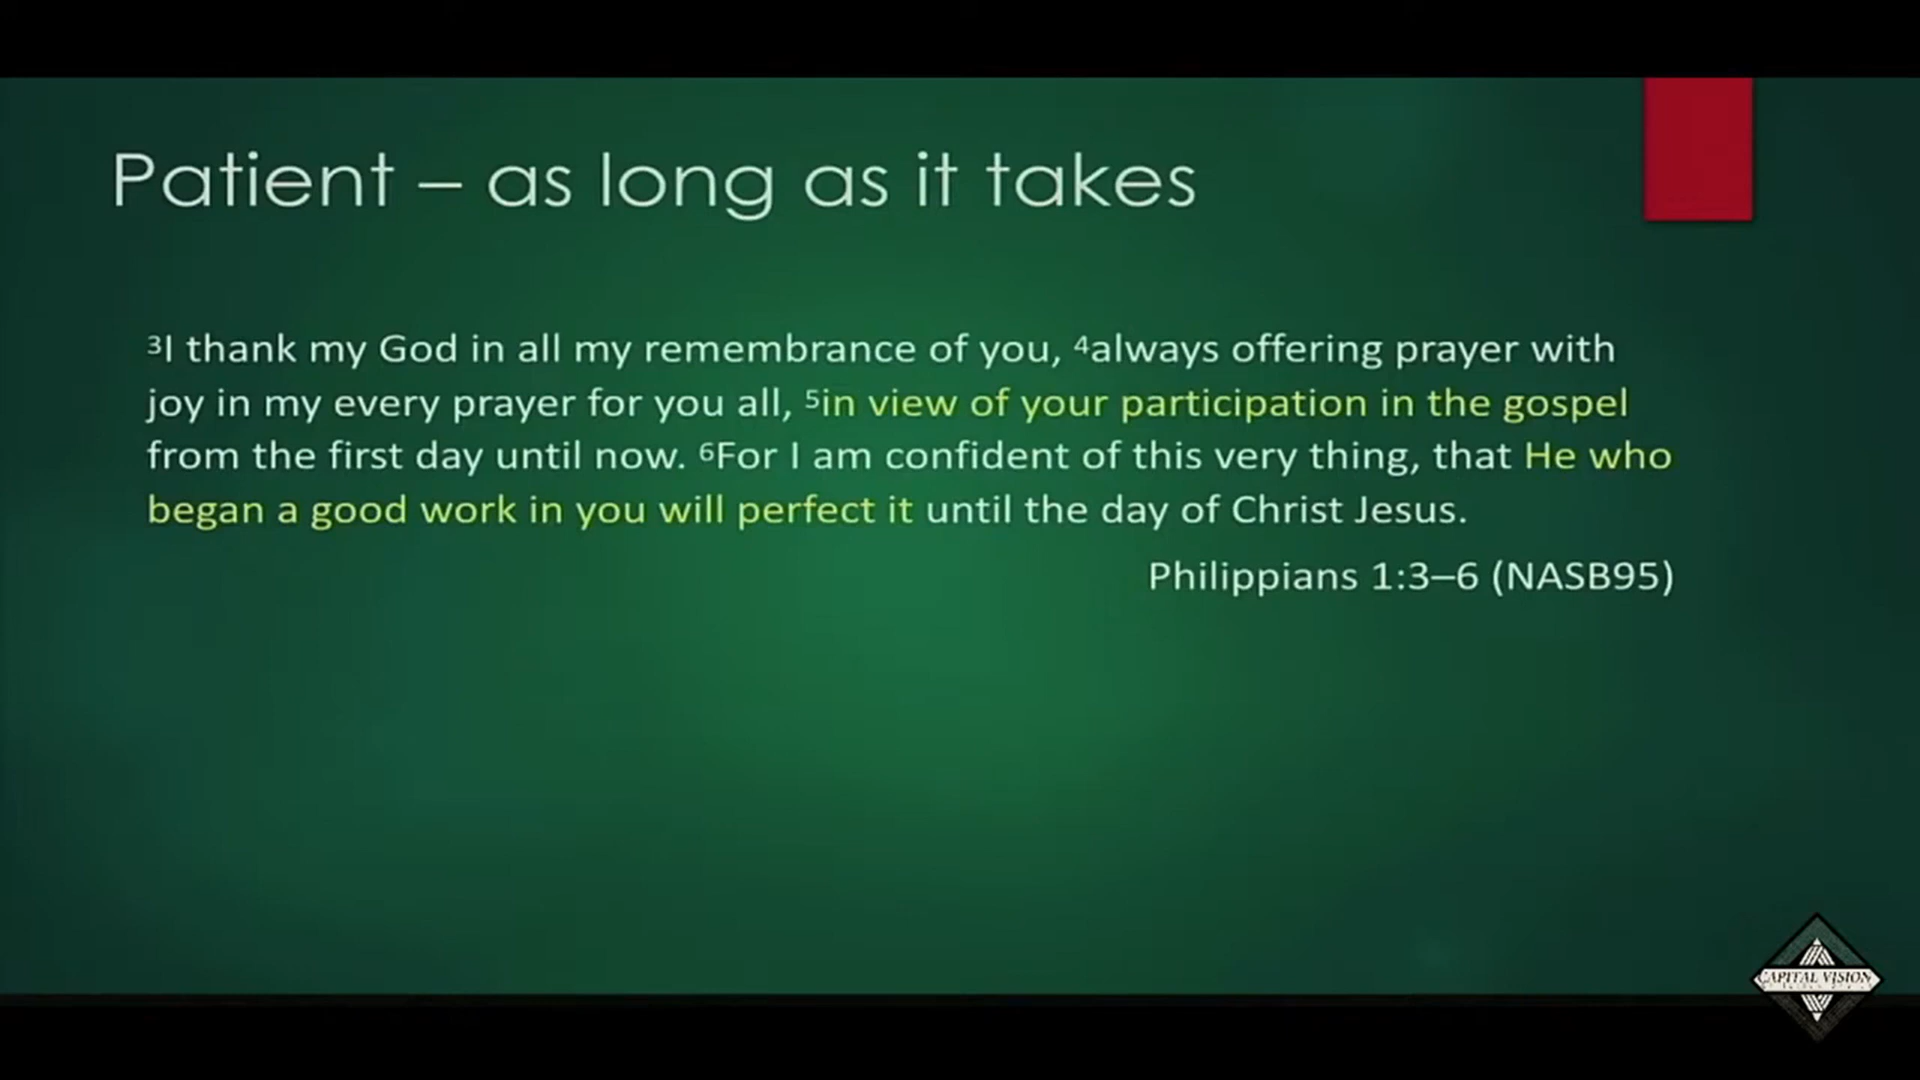 Patient – as long as it takes
³I thank my God in all my remembrance of you, ⁴always offering prayer with
joy in my every prayer for you all, ⁵in view of your participation in the gospel
from the first day until now. ⁶For I am confident of this very thing, that He who
began a good work in you will perfect it until the day of Christ Jesus.
Philippians 1:3–6 (NASB95)
CAPITAL VISION